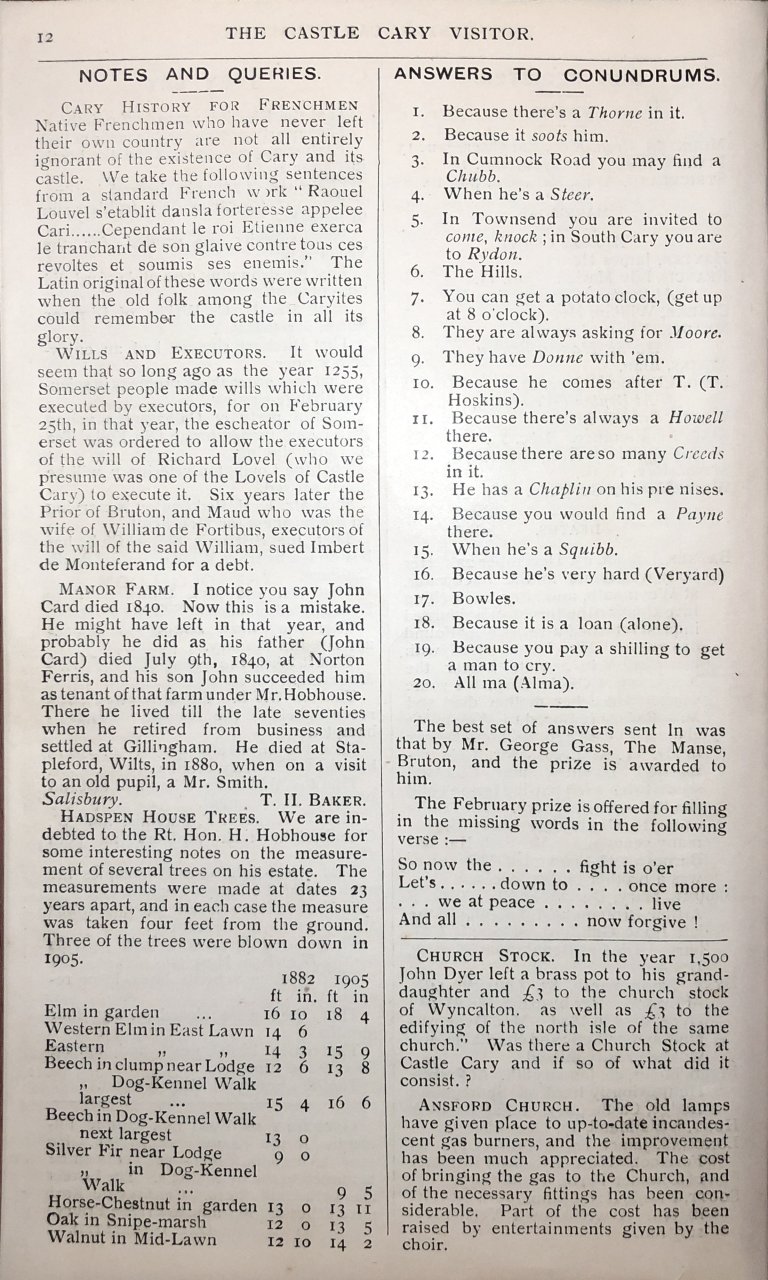 12
THE CASTLE CARY VISITOR.
NOTES AND QUERIES.
CARY HISTORY FOR FRENCHMEN
Native Frenchmen who have never left
their own country are not all entirely
ignorant of the existence of Cary and its
castle. We take the following sentences
from a standard French w rk " Raouel
Louvel s'etablit dansla forteresse appelee
Cari......Cependant le roi Etienne exerca
le tranchant de son glaive contre tous ces
revoltes et soumis ses enemis." The
Latin original of these words were written
when the old folk among the Caryites
could remember the castle in all its
glory.
WILLS AND EXECUTORS. It would
seem that so long ago as the year 1255,
Somerset people made wills which were
executed by executors, for on February
25th, in that year, the escheator of Som-
erset was ordered to allow the executors
of the will of Richard Lovel (who we
presume was one of the Lovels of Castle
Cary) to execute it. Six years later the
Prior of Bruton, and Maud who was the
wife of William de Fortibus, executors of
the will of the said William, sued Imbert
de Monteferand for a debt.
MANOR FARM. I notice you say John
Card died 1840. Now this is a mistake.
He might have left in that year, and
probably he did as his father (John
Card) died July 9th, 1840, at Norton
Ferris, and his son John succeeded him
as tenant of that farm under Mr. Hobhouse.
There he lived till the late seventies
when he retired from business and
settled at Gillingham. He died at Sta-
pleford, Wilts, in 1880, when on a visit
to an old pupil, a Mr. Smith.
Salisbury. T. H. BAKER.
HADSPEN HOUSE TREES. We are in-
debted to the Rt. Hon. H. Hobhouse for
some interesting notes on the measure-
ment of several trees on his estate. The
measurements were made at dates 23
years apart, and in each case the measure
was taken four feet from the ground.
Three of the trees were blown down in
1905.
1882 1905
ft in. ft in
Elm in garden ... 16 10 18 4
Western Elm in East Lawn 14 6
Eastern ,, ,, 14 3 15 9
Beech in clump near Lodge 12 6 13 8
,, Dog-Kennel Walk
largest ... 15 4 16 6
Beech in Dog-Kennel Walk
next largest 13 0
Silver Fir near Lodge 9 0
,, in Dog-Kennel
Walk ... 9 5
Horse-Chestnut in garden 13 0 13 11
Oak in Snipe-marsh 12 0 13 5
Walnut in Mid-Lawn 12 10 14 2
ANSWERS TO CONUNDRUMS.
1. Because there's a Thorne in it.
2. Because it soots him.
3. In Cumnock Road you may find a
Chubb.
4. When he's a Steer.
5. In Townsend you are invited to
come, knock ; in South Cary you are
to Rydon.
6. The Hills.
7. You can get a potato clock, (get up
at 8 o'clock).
8. They are always asking for Moore.
9. They have Donne with 'em.
10. Because he comes after T. (T.
Hoskins).
11. Because there's always a Howell
there.
12. Because there are so many Creeds
in it.
13. He has a Chaplin on his pre nises.
14. Because you would find a Payne
there.
15. When he's a Squibb.
16. Because he's very hard (Veryard)
17. Bowles.
18. Because it is a loan (alone).
19. Because you pay a shilling to get
a man to cry.
20. All ma (Alma).
The best set of answers sent In was
that by Mr. George Gass, The Manse,
Bruton, and the prize is awarded to
him.
The February prize is offered for filling
in the missing words in the following
verse :—
So now the . . . . . . fight is o'er
Let's . . . . . . down to . . . . once more :
. . . we at peace . . . . . . . . live
And all . . . . . . . . . now forgive !
CHURCH STOCK. In the year 1,500
John Dyer left a brass pot to his grand-
daughter and £3 to the church stock
of Wyncalton. as well as £3 to the
edifying of the north isle of the same
church." Was there a Church Stock at
Castle Cary and if so of what did it
consist. ?
ANSFORD CHURCH. The old lamps
have given place to up-to-date incandes-
cent gas burners, and the improvement
has been much appreciated. The cost
of bringing the gas to the Church, and
of the necessary fittings has been con-
siderable. Part of the cost has been
raised by entertainments given by the
choir.